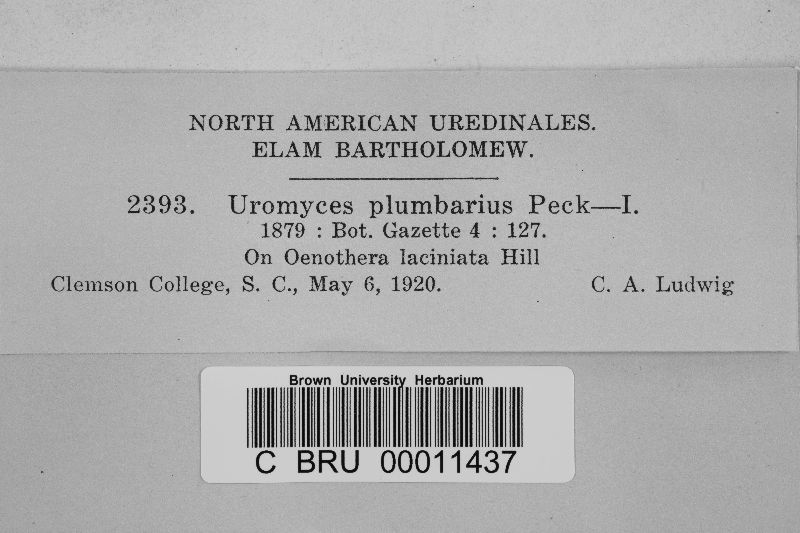 NORTH AMERICAN UREDINALES.
ELAM BARTHOLOMEW.
2393. Uromyces plumbarius Peck—I.
1879 : Bot. Gazette 4 : 127.
On Oenothera laciniata Hill
Clemson College, S. C., May 6, 1920. C. A. Ludwig
Brown University Herbarium
C BRU 00011437